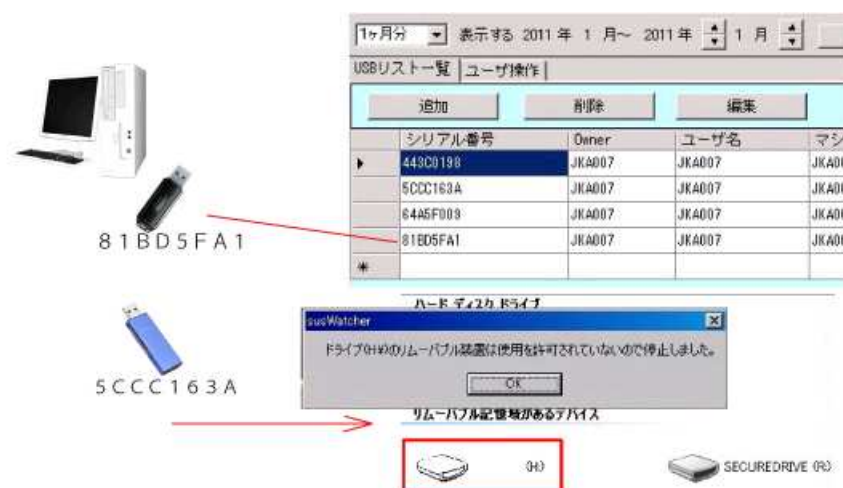 1ヶ月分 表示する 2011 年 1 月～ 2011 年 1 月
USBリスト一覧 ユーザ操作
追加 削除 編集
シリアル番号 Owner ユーザ名 マシ
443C0198 JKA007 JKA007 JKA0
5CCC163A JKA007 JKA007 JKA0
64A5F009 JKA007 JKA007 JKA0
81BD5FA1 JKA007 JKA007 JKA0
81BD5FA1
ハード ディスク ドライブ
susWatcher
ドライブ(H:¥)のリムーバブル装置は使用を許可されていないので停止しました。
OK
5CCC163A
リムーバブル記憶域があるデバイス
(H:) SECUREDRIVE (R:)